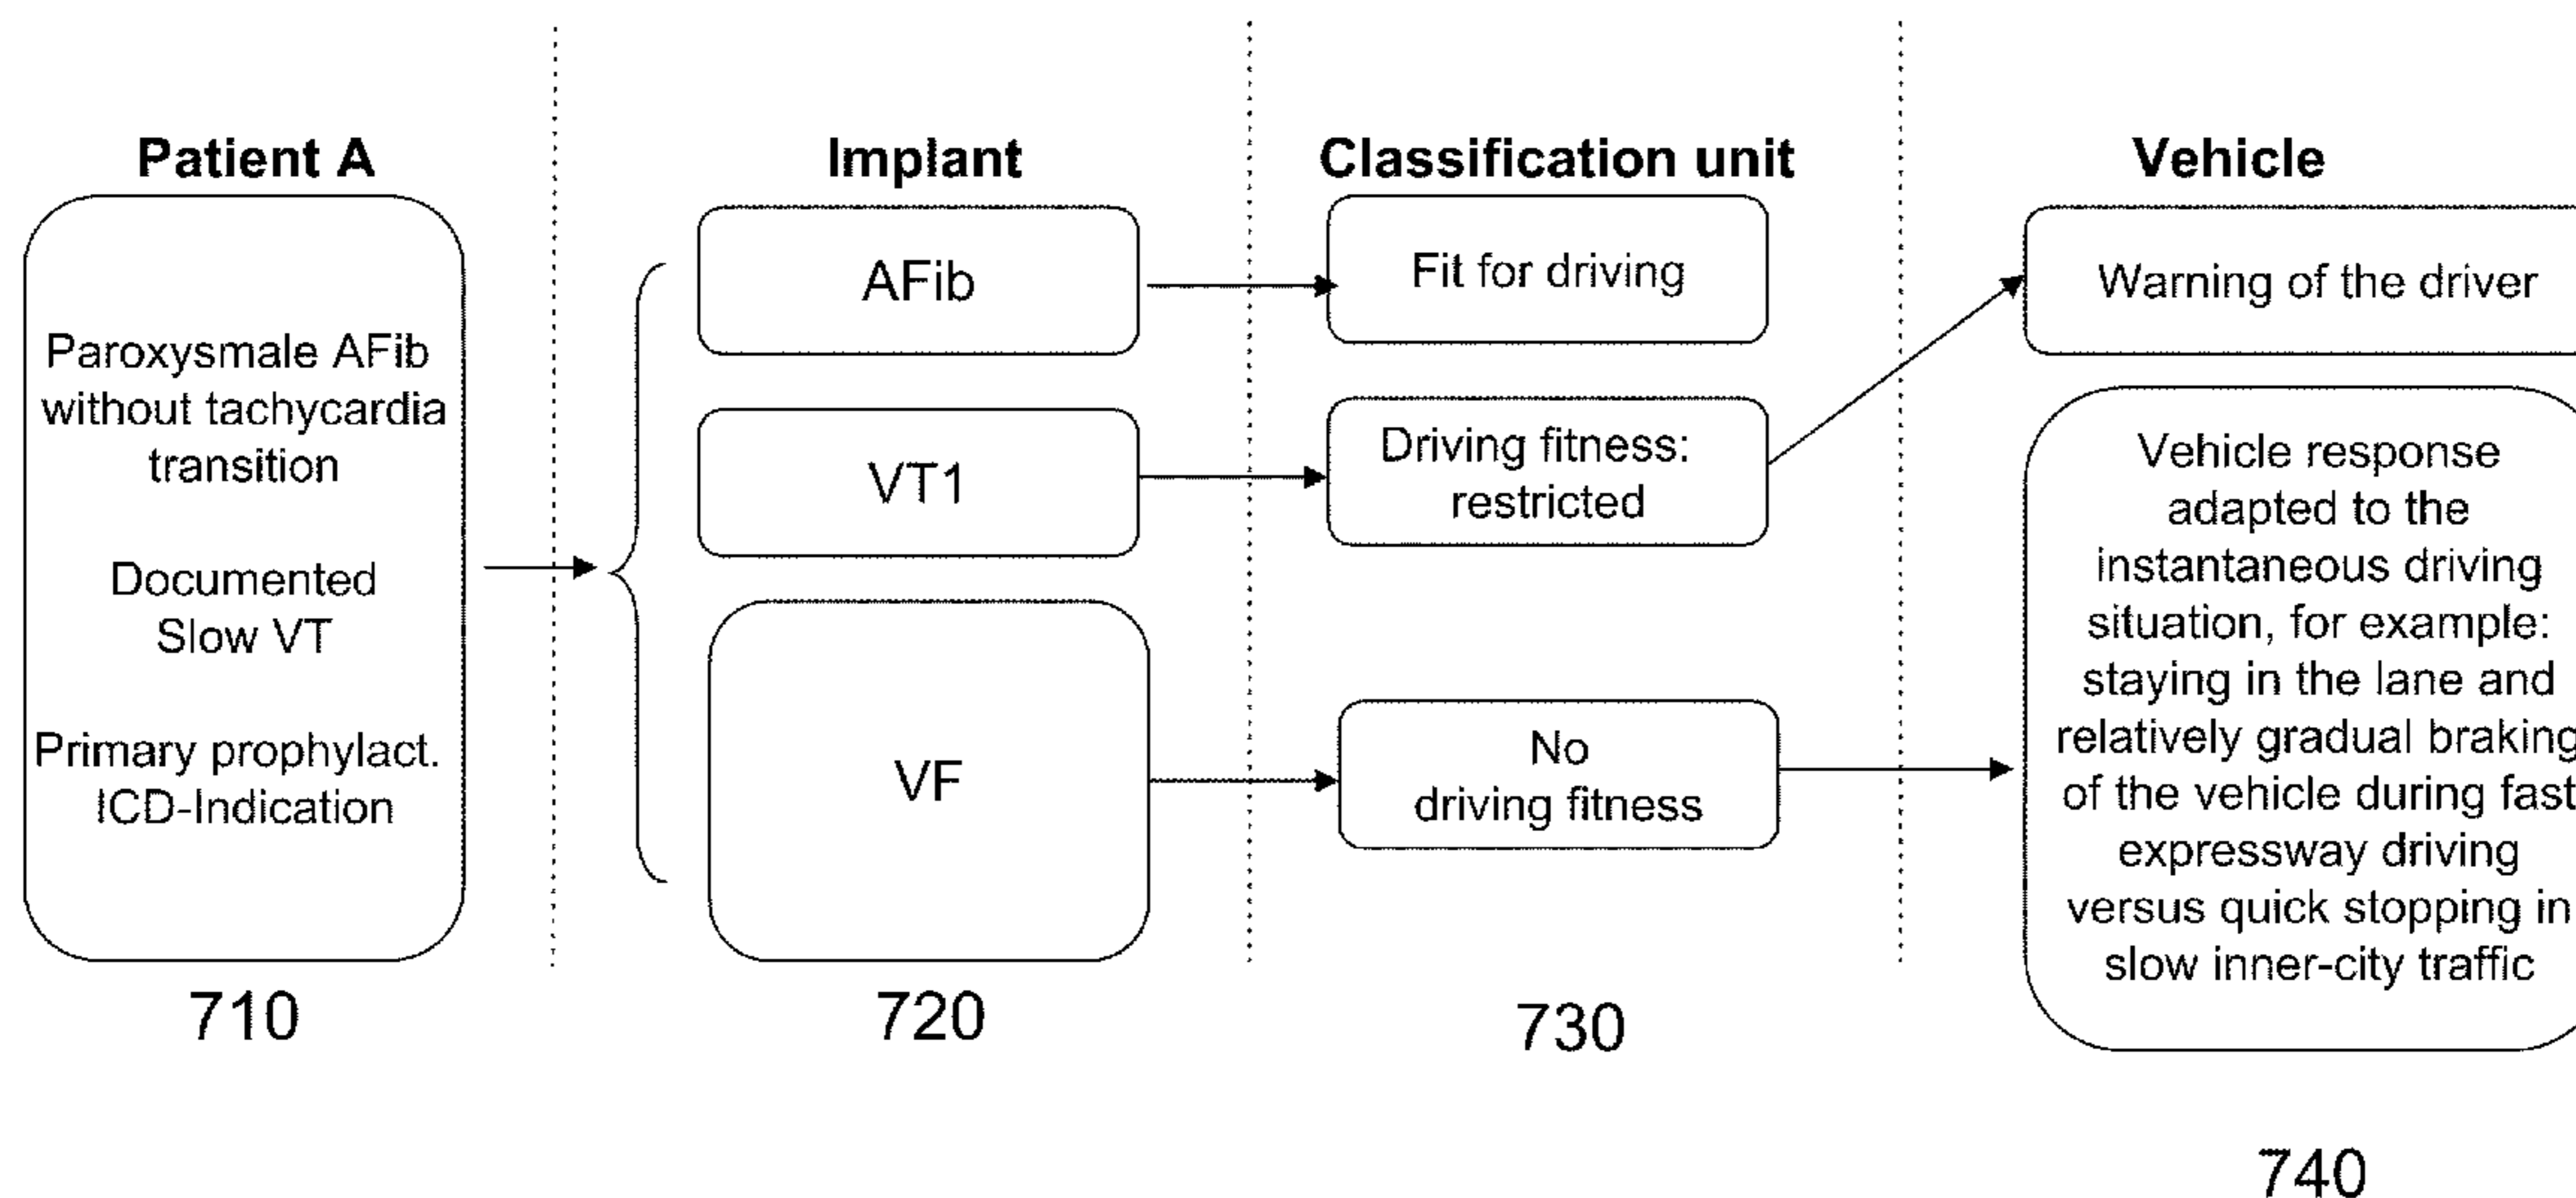 Patient A
Paroxysmale AFib
without tachycardia
transition
Documented
Slow VT
Primary prophylact.
ICD-Indication
710
Implant
AFib
VT1
VF
720
Classification unit
Fit for driving
Driving fitness:
restricted
No
driving fitness
730
Vehicle
Warning of the driver
Vehicle response
adapted to the
instantaneous driving
situation, for example:
staying in the lane and
relatively gradual braking
of the vehicle during fast
expressway driving
versus quick stopping in
slow inner-city traffic
740